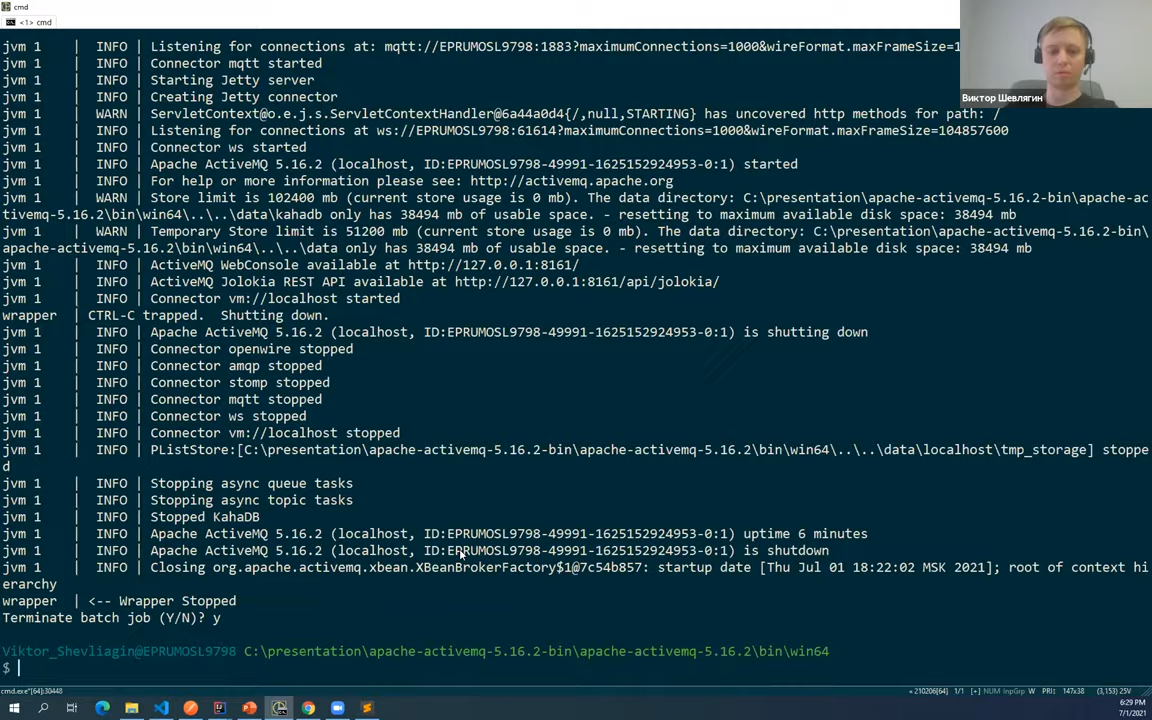 cmd
<1> cmd
jvm 1    |  INFO | Listening for connections at: mqtt://EPRUMOSL9798:1883?maximumConnections=1000&wireFormat.maxFrameSize=1
jvm 1    |  INFO | Connector mqtt started
jvm 1    |  INFO | Starting Jetty server
jvm 1    |  INFO | Creating Jetty connector
Виктор Шевлягин
jvm 1    |  WARN | ServletContext@o.e.j.s.ServletContextHandler@6a44a0d4{/,null,STARTING} has uncovered http methods for path: /
jvm 1    |  INFO | Listening for connections at ws://EPRUMOSL9798:61614?maximumConnections=1000&wireFormat.maxFrameSize=104857600
jvm 1    |  INFO | Connector ws started
jvm 1    |  INFO | Apache ActiveMQ 5.16.2 (localhost, ID:EPRUMOSL9798-49991-1625152924953-0:1) started
jvm 1    |  INFO | For help or more information please see: http://activemq.apache.org
jvm 1    |  WARN | Store limit is 102400 mb (current store usage is 0 mb). The data directory: C:\presentation\apache-activemq-5.16.2-bin\apache-ac
tivemq-5.16.2\bin\win64\..\..\data\kahadb only has 38494 mb of usable space. - resetting to maximum available disk space: 38494 mb
jvm 1    |  WARN | Temporary Store limit is 51200 mb (current store usage is 0 mb). The data directory: C:\presentation\apache-activemq-5.16.2-bin\
apache-activemq-5.16.2\bin\win64\..\..\data only has 38494 mb of usable space. - resetting to maximum available disk space: 38494 mb
jvm 1    |  INFO | ActiveMQ WebConsole available at http://127.0.0.1:8161/
jvm 1    |  INFO | ActiveMQ Jolokia REST API available at http://127.0.0.1:8161/api/jolokia/
jvm 1    |  INFO | Connector vm://localhost started
wrapper  | CTRL-C trapped.  Shutting down.
jvm 1    |  INFO | Apache ActiveMQ 5.16.2 (localhost, ID:EPRUMOSL9798-49991-1625152924953-0:1) is shutting down
jvm 1    |  INFO | Connector openwire stopped
jvm 1    |  INFO | Connector amqp stopped
jvm 1    |  INFO | Connector stomp stopped
jvm 1    |  INFO | Connector mqtt stopped
jvm 1    |  INFO | Connector ws stopped
jvm 1    |  INFO | Connector vm://localhost stopped
jvm 1    |  INFO | PListStore:[C:\presentation\apache-activemq-5.16.2-bin\apache-activemq-5.16.2\bin\win64\..\..\data\localhost\tmp_storage] stoppe
d
jvm 1    |  INFO | Stopping async queue tasks
jvm 1    |  INFO | Stopping async topic tasks
jvm 1    |  INFO | Stopped KahaDB
jvm 1    |  INFO | Apache ActiveMQ 5.16.2 (localhost, ID:EPRUMOSL9798-49991-1625152924953-0:1) uptime 6 minutes
jvm 1    |  INFO | Apache ActiveMQ 5.16.2 (localhost, ID:EPRUMOSL9798-49991-1625152924953-0:1) is shutdown
jvm 1    |  INFO | Closing org.apache.activemq.xbean.XBeanBrokerFactory$1@7c54b857: startup date [Thu Jul 01 18:22:02 MSK 2021]; root of context hi
erarchy
wrapper  | <-- Wrapper Stopped
Terminate batch job (Y/N)? y
Viktor_Shevliagin@EPRUMOSL9798 C:\presentation\apache-activemq-5.16.2-bin\apache-activemq-5.16.2\bin\win64
$
cmd.exe*[64]:30448
« 210206[64] 1/1 [+] NUM InpGrp W PRI: 147x38 (3,153) 25V
6:29 PM
7/1/2021